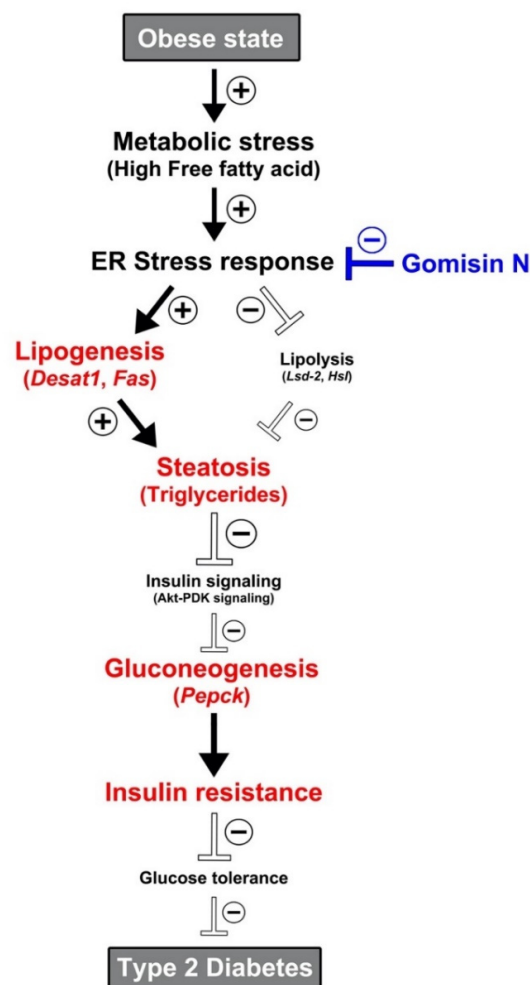 Obese state
+
Metabolic stress
(High Free fatty acid)
+
ER Stress response
− Gomisin N
+ −
Lipogenesis
(Desat1, Fas)
Lipolysis
(Lsd-2, Hsl)
+ −
Steatosis
(Triglycerides)
−
Insulin signaling
(Akt-PDK signaling)
−
Gluconeogenesis
(Pepck)
Insulin resistance
−
Glucose tolerance
−
Type 2 Diabetes